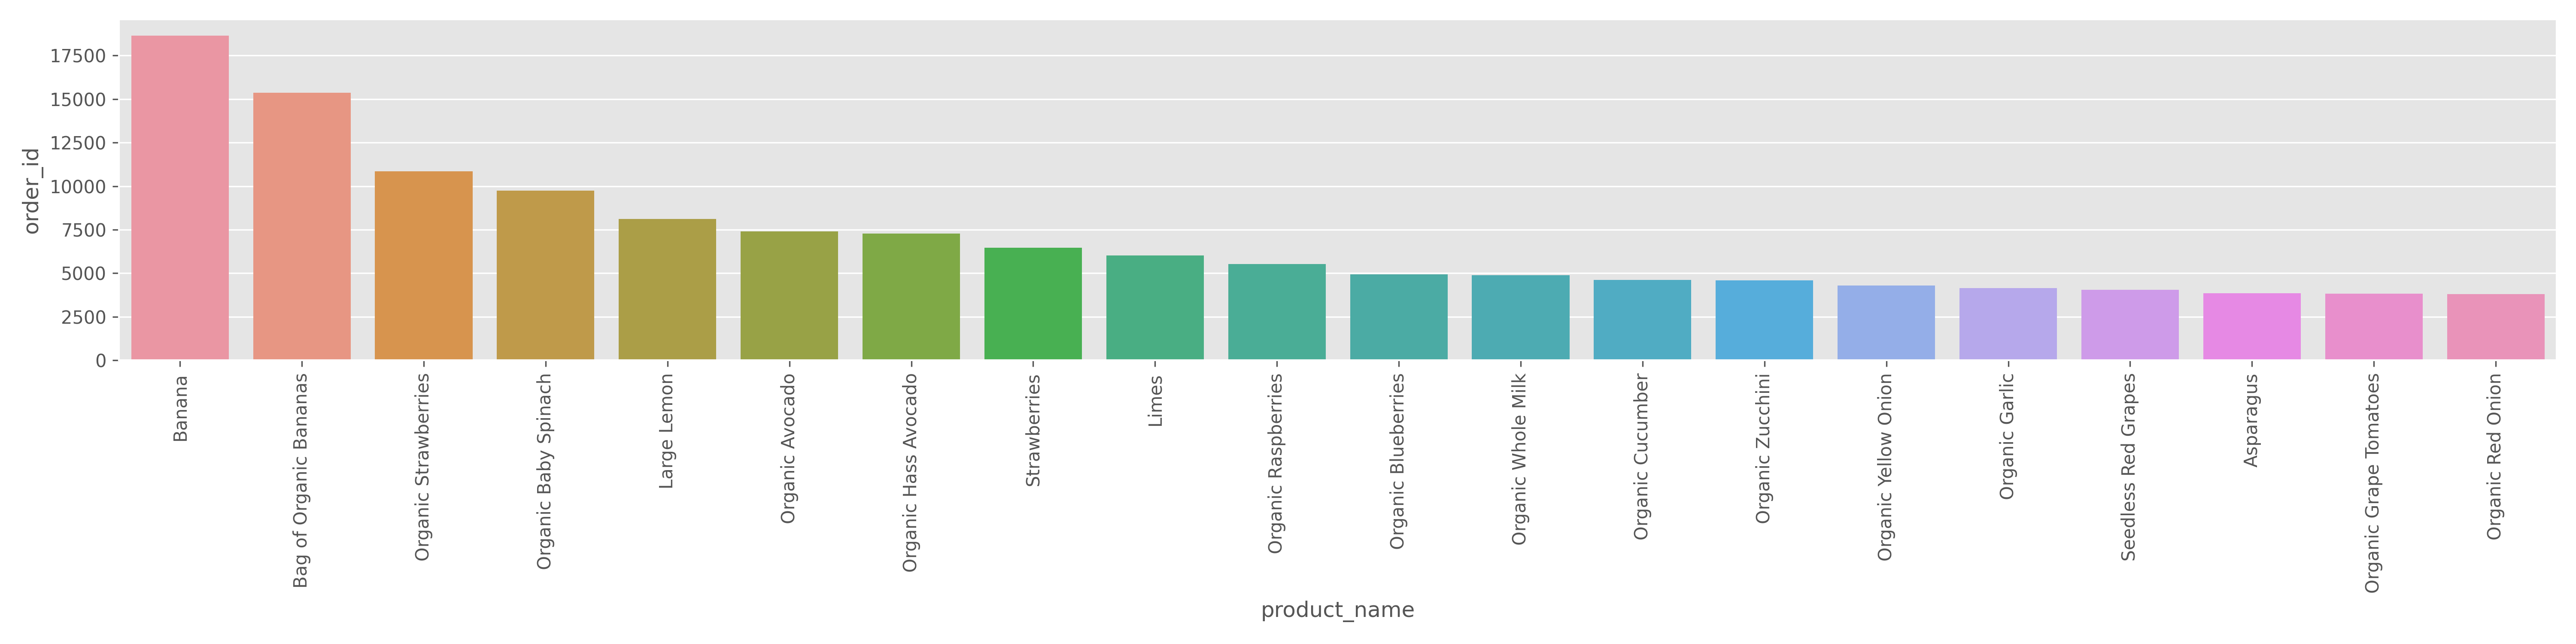 order_id
17500
15000
12500
10000
7500
5000
2500
0
Banana
Bag of Organic Bananas
Organic Strawberries
Organic Baby Spinach
Large Lemon
Organic Avocado
Organic Hass Avocado
Strawberries
Limes
Organic Raspberries
Organic Blueberries
Organic Whole Milk
Organic Cucumber
Organic Zucchini
Organic Yellow Onion
Organic Garlic
Seedless Red Grapes
Asparagus
Organic Grape Tomatoes
Organic Red Onion
product_name